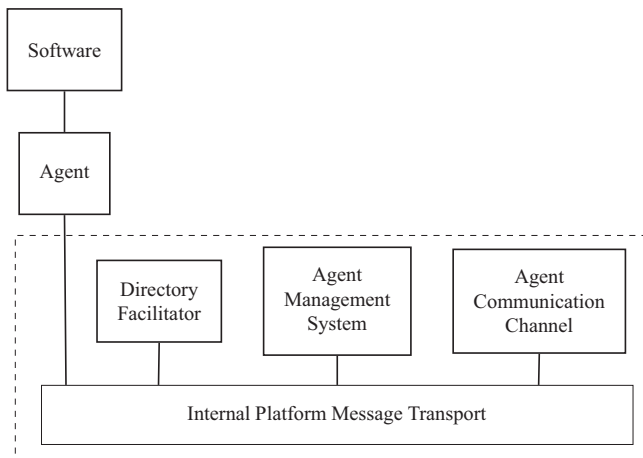 Software
Agent
Directory
Facilitator
Agent
Management
System
Agent
Communication
Channel
Internal Platform Message Transport